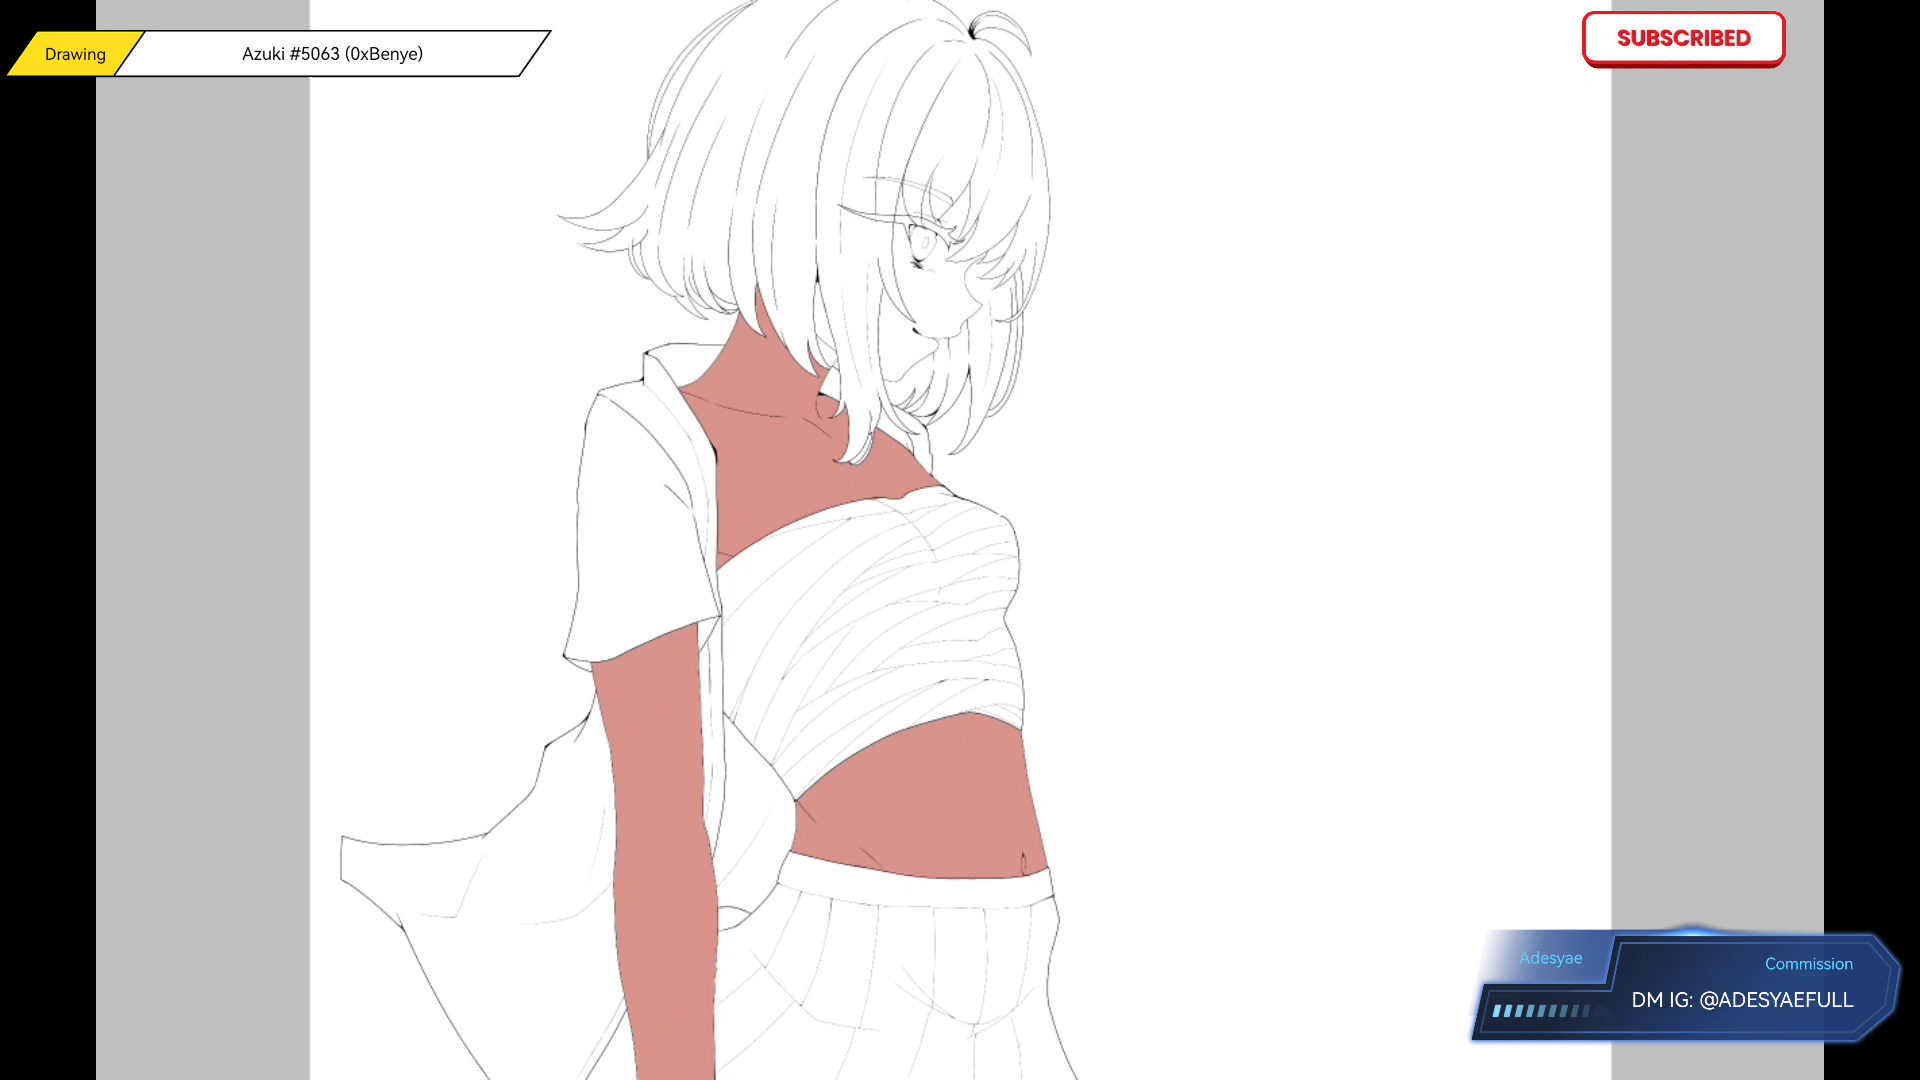 Drawing
Azuki #5063 (0xBenye)
SUBSCRIBED
Adesyae
Commission
DM IG: @ADESYAEFULL